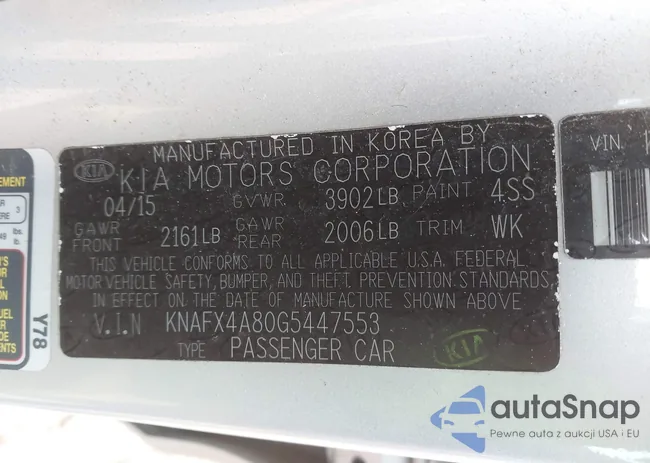 MANUFACTURED IN KOREA BY
KIA KIA MOTORS CORPORATION
04/15 GVWR 3902LB PAINT 4SS
GAWR FRONT 2161LB GAWR REAR 2006LB TRIM WK
THIS VEHICLE CONFORMS TO ALL APPLICABLE U.S.A. FEDERAL
MOTOR VEHICLE SAFETY, BUMPER, AND THEFT PREVENTION STANDARDS
IN EFFECT ON THE DATE OF MANUFACTURE SHOWN ABOVE
V.I.N KNAFX4A80G5447553
TYPE PASSENGER CAR
KIA
Y78
VIN
autaSnap
Pewne auta z aukcji USA i EU